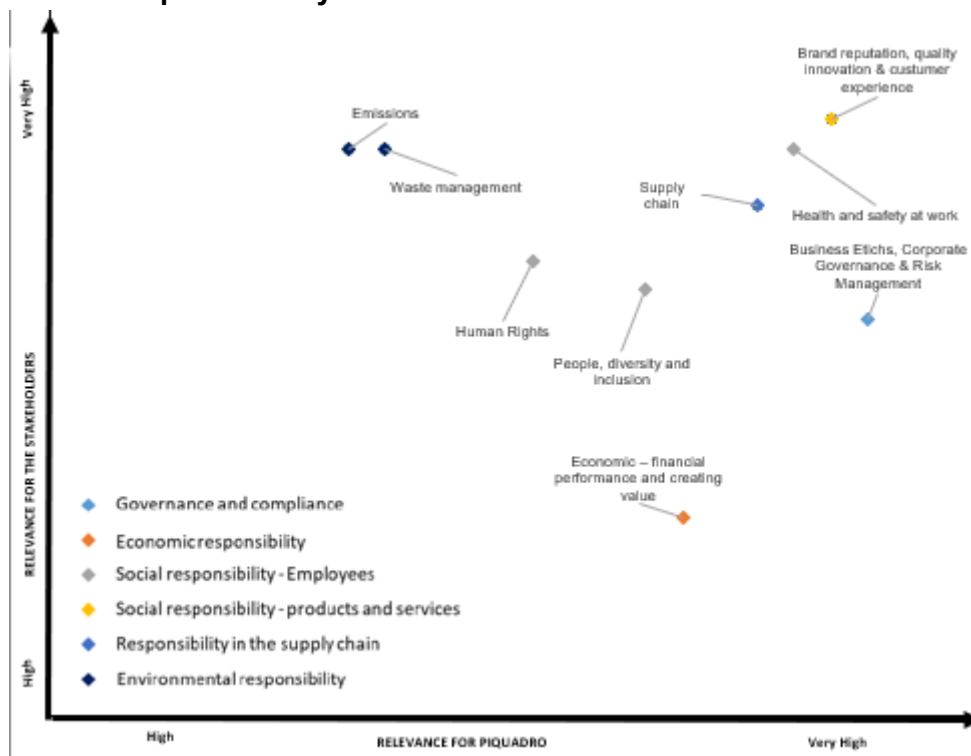 Very High
RELEVANCE FOR THE STAKEHOLDERS
High
Brand reputation, quality
innovation & custumer
experience
Emissions
Waste management
Supply
chain
Health and safety at work
Business Etichs, Corporate
Governance & Risk
Management
Human Rights
People, diversity and
inclusion
Economic – financial
performance and creating
value
Governance and compliance
Economic responsibility
Social responsibility - Employees
Social responsibility - products and services
Responsibility in the supply chain
Environmental responsibility
High
RELEVANCE FOR PIQUADRO
Very High